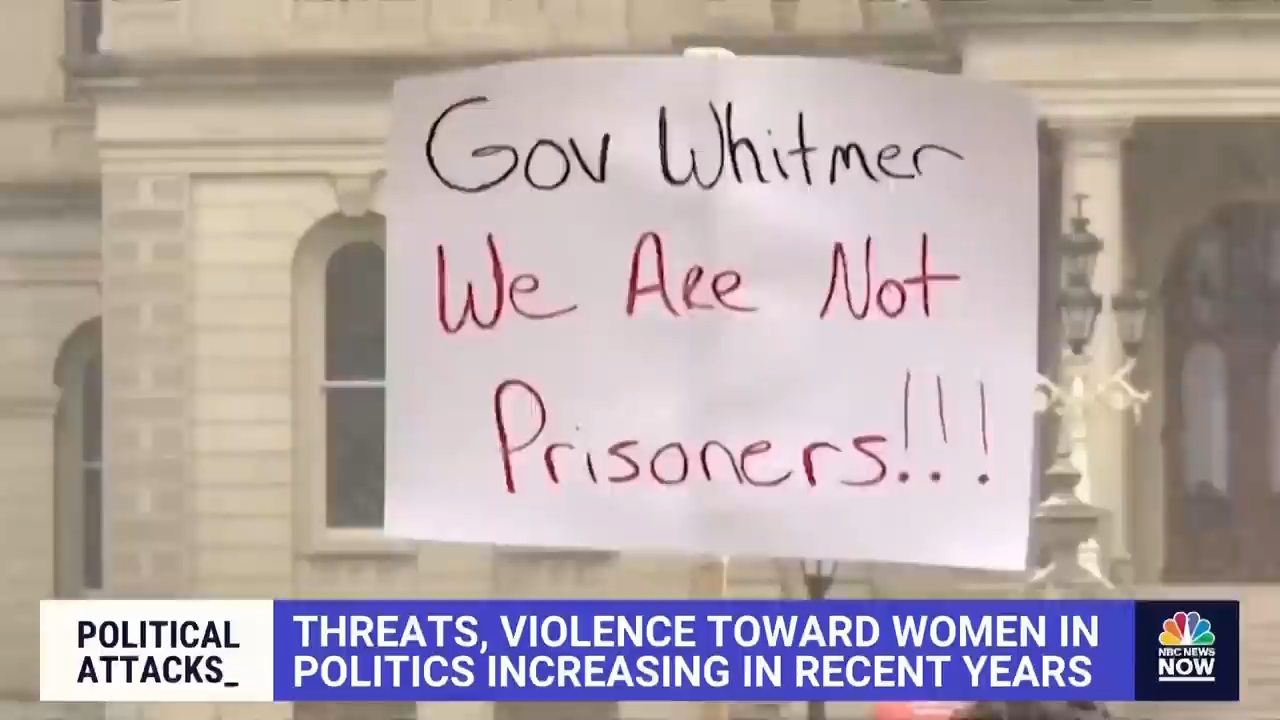 Gov Whitmer
We Are Not
Prisoners!!!
POLITICAL
ATTACKS_
THREATS, VIOLENCE TOWARD WOMEN IN
POLITICS INCREASING IN RECENT YEARS
NBC NEWS
NOW